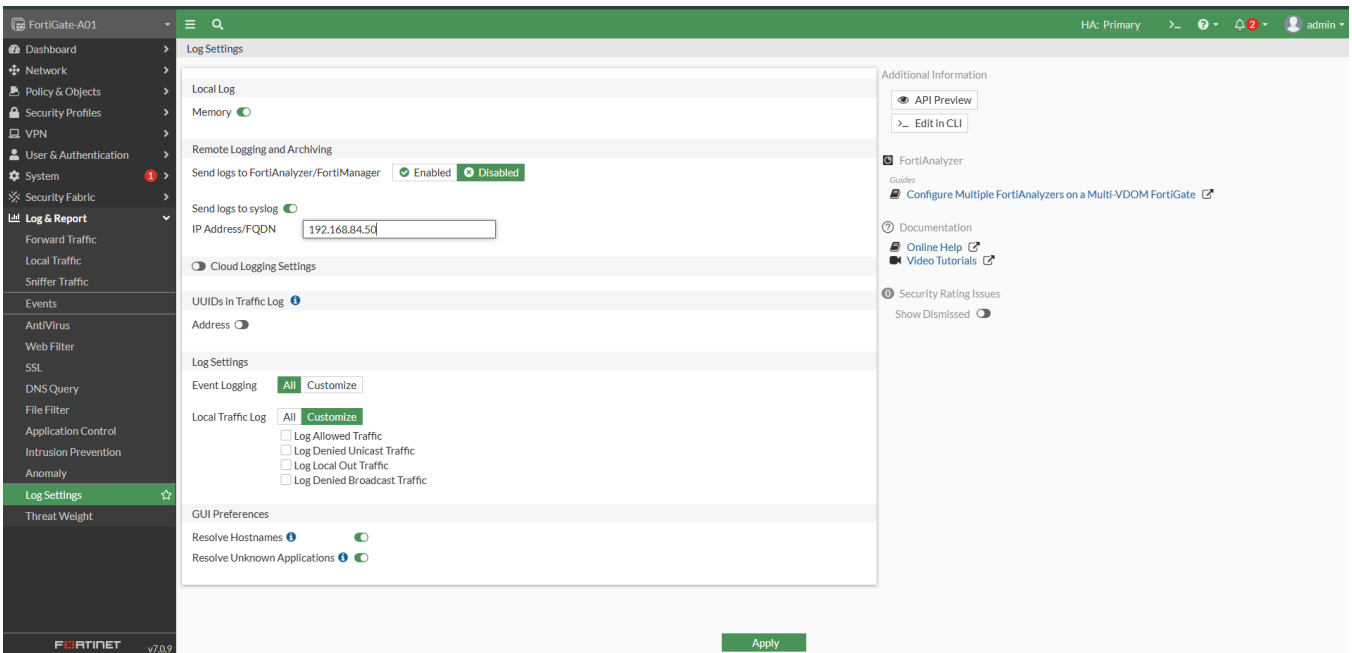 FortiGate-A01
HA: Primary
>_
2
admin
Dashboard
Network
Policy & Objects
Security Profiles
VPN
User & Authentication
System 1
Security Fabric
Log & Report
Forward Traffic
Local Traffic
Sniffer Traffic
Events
AntiVirus
Web Filter
SSL
DNS Query
File Filter
Application Control
Intrusion Prevention
Anomaly
Log Settings
Threat Weight
FORTINET v7.0.9
Log Settings
Local Log
Memory
Remote Logging and Archiving
Send logs to FortiAnalyzer/FortiManager Enabled Disabled
Send logs to syslog
IP Address/FQDN 192.168.84.50
Cloud Logging Settings
UUIDs in Traffic Log
Address
Log Settings
Event Logging All Customize
Local Traffic Log All Customize
Log Allowed Traffic
Log Denied Unicast Traffic
Log Local Out Traffic
Log Denied Broadcast Traffic
GUI Preferences
Resolve Hostnames
Resolve Unknown Applications
Apply
Additional Information
API Preview
>_ Edit in CLI
FortiAnalyzer
Guides
Configure Multiple FortiAnalyzers on a Multi-VDOM FortiGate
Documentation
Online Help
Video Tutorials
0 Security Rating Issues
Show Dismissed